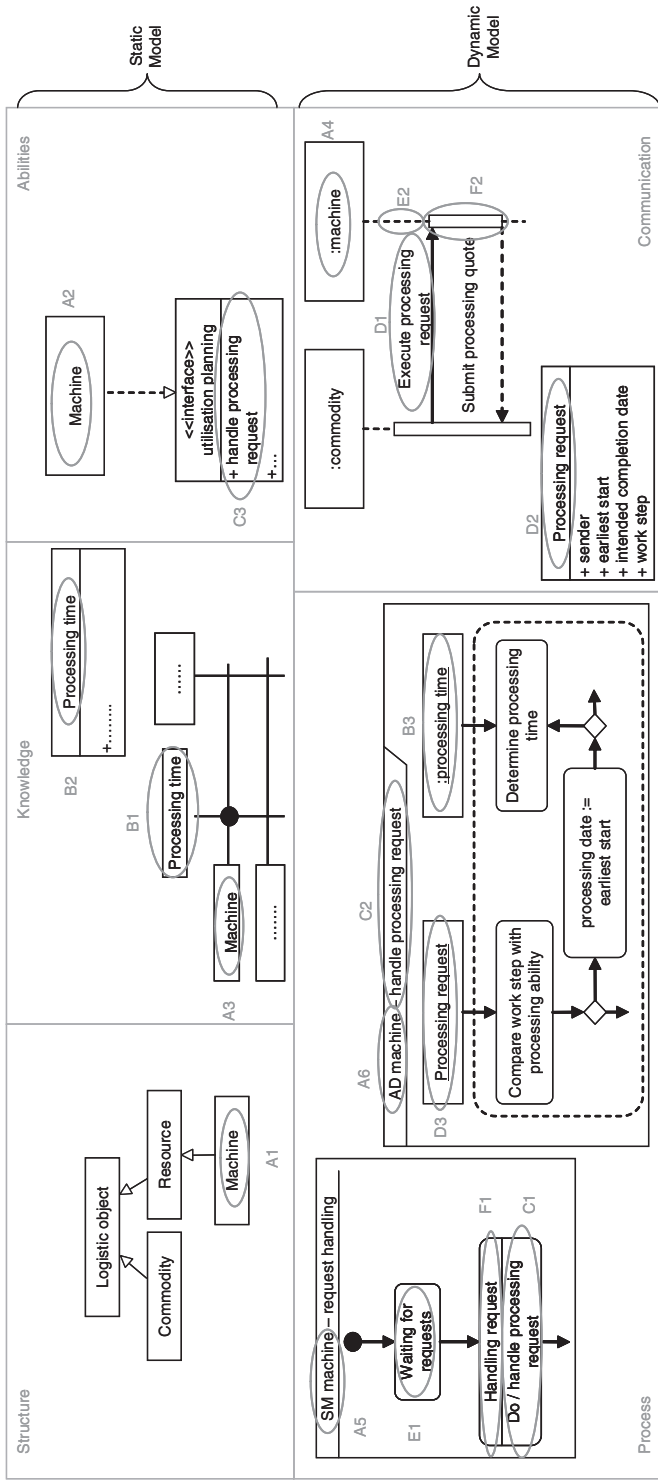 Structure
Logistic object
Commodity
Resource
Machine
A1
Knowledge
B2
Processing time
+........
B1
Processing time
......
Machine
.......
A3
Abilities
Machine
A2
<<interface>>
utilisation planning
+ handle processing
request
+...
C3
Static
Model
SM machine – request handling
A5
Waiting for
requests
E1
F1
Handling request
Do / handle processing
request
C1
Process
A6
C2
AD machine – handle processing request
D3
Processing request
B3
:processing time
Compare work step with
processing ability
Determine processing
time
processing date :=
earliest start
:commodity
:machine
A4
D1
Execute processing
request
E2
F2
Submit processing quote
D2
Processing request
+ sender
+ earliest start
+ intended completion date
+ work step
Communication
Dynamic
Model